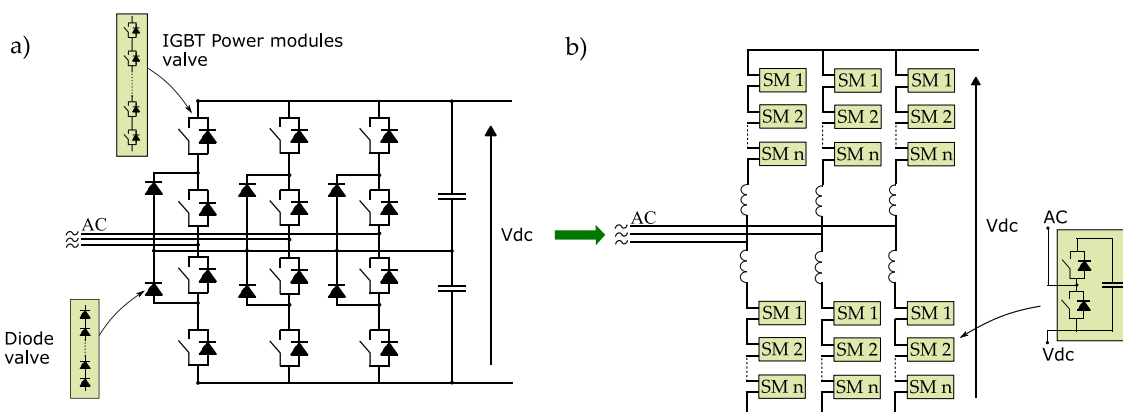 a)
IGBT Power modules
valve
AC
Vdc
Diode
valve
b)
SM 1
SM 1
SM 1
SM 2
SM 2
SM 2
SM n
SM n
SM n
AC
Vdc
SM 1
SM 1
SM 1
SM 2
SM 2
SM 2
SM n
SM n
SM n
AC
Vdc